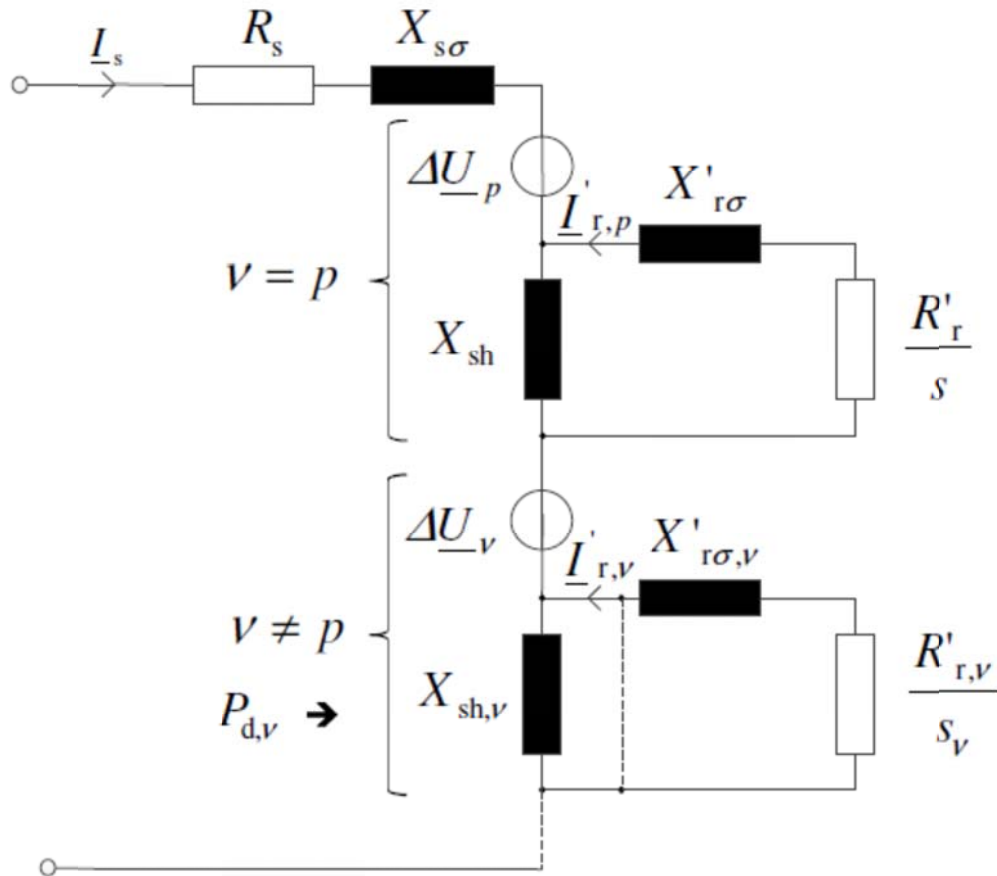 I_s
R_s
X_sσ
ΔU_p
I'_r,p
X'_rσ
ν = p
X_sh
R'_r
s
ΔU_ν
I'_r,ν
X'_rσ,ν
ν ≠ p
P_d,ν ➔
X_sh,ν
R'_r,ν
s_ν